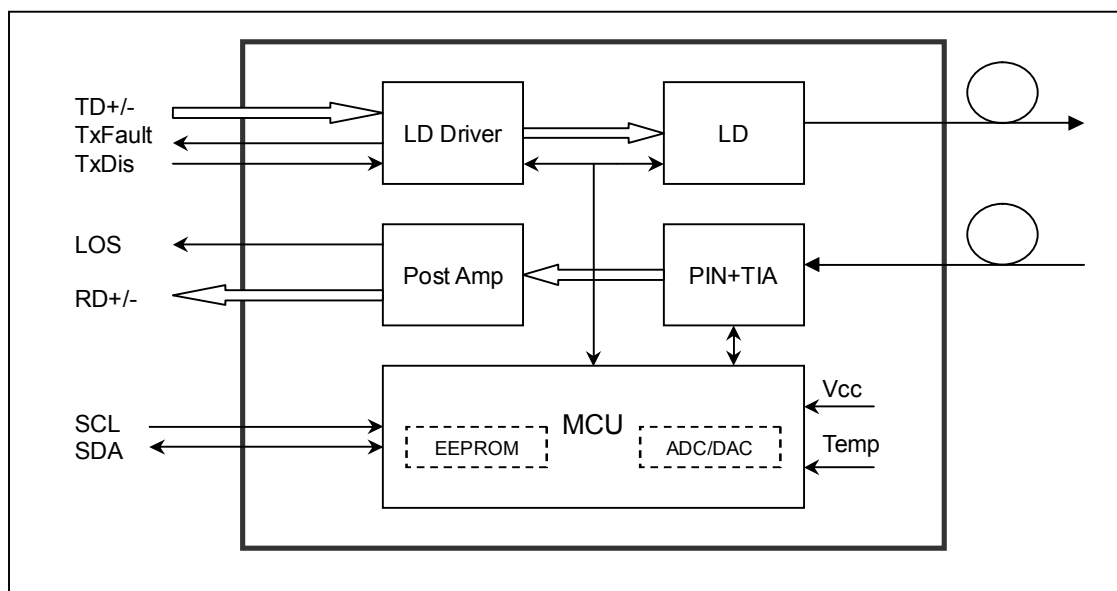 TD+/-
TxFault
TxDis
LD Driver
LD
LOS
RD+/-
Post Amp
PIN+TIA
SCL
SDA
MCU
EEPROM
ADC/DAC
Vcc
Temp